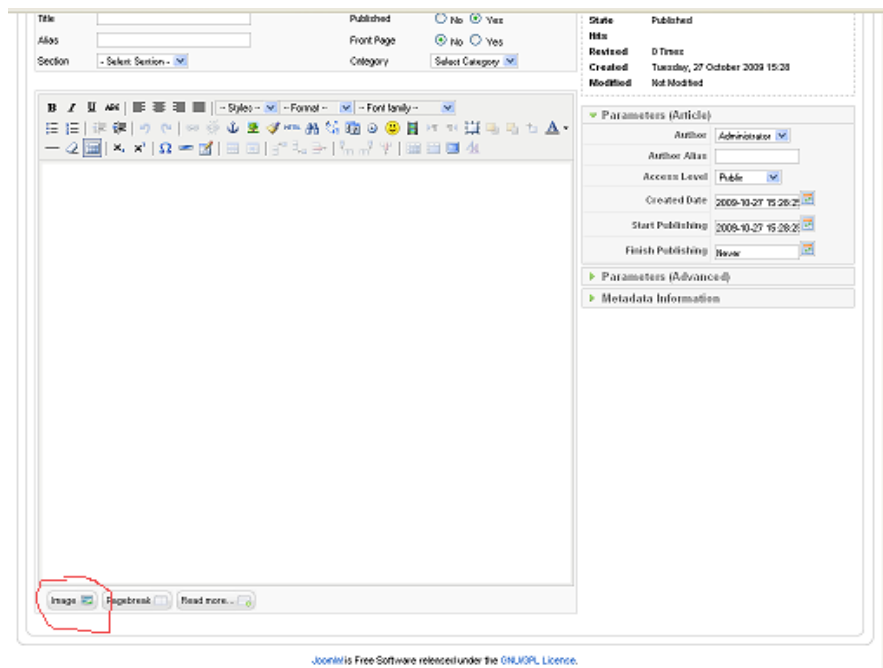 Title Published No Yes
Alias Front Page No Yes
Section - Select Section - Category Select Category
State Published
Hits
Revised 0 Times
Created Tuesday, 27 October 2009 15:28
Modified Not Modified
B I U ABC -- Styles -- -- Format -- -- Font family --
HTML
A
Parameters (Article)
Author Administrator
Author Alias
Access Level Public
Created Date 2009-10-27 15:28:25
Start Publishing 2009-10-27 15:28:25
Finish Publishing Never
Parameters (Advanced)
Metadata Information
Image Pagebreak Read more...
Joomla! is Free Software released under the GNU/GPL License.